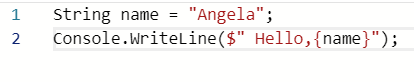 1 String name = "Angela";
2 Console.WriteLine($" Hello,{name}");